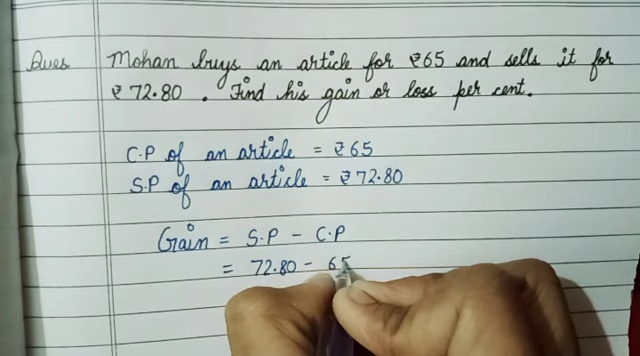 Ques Mohan buys an article for ₹65 and sells it for
₹ 72.80 . Find his gain or loss per cent.
C.P of an article = ₹65
S.P of an article = ₹72.80
Gain = S.P - C.P
= 72.80 - 65